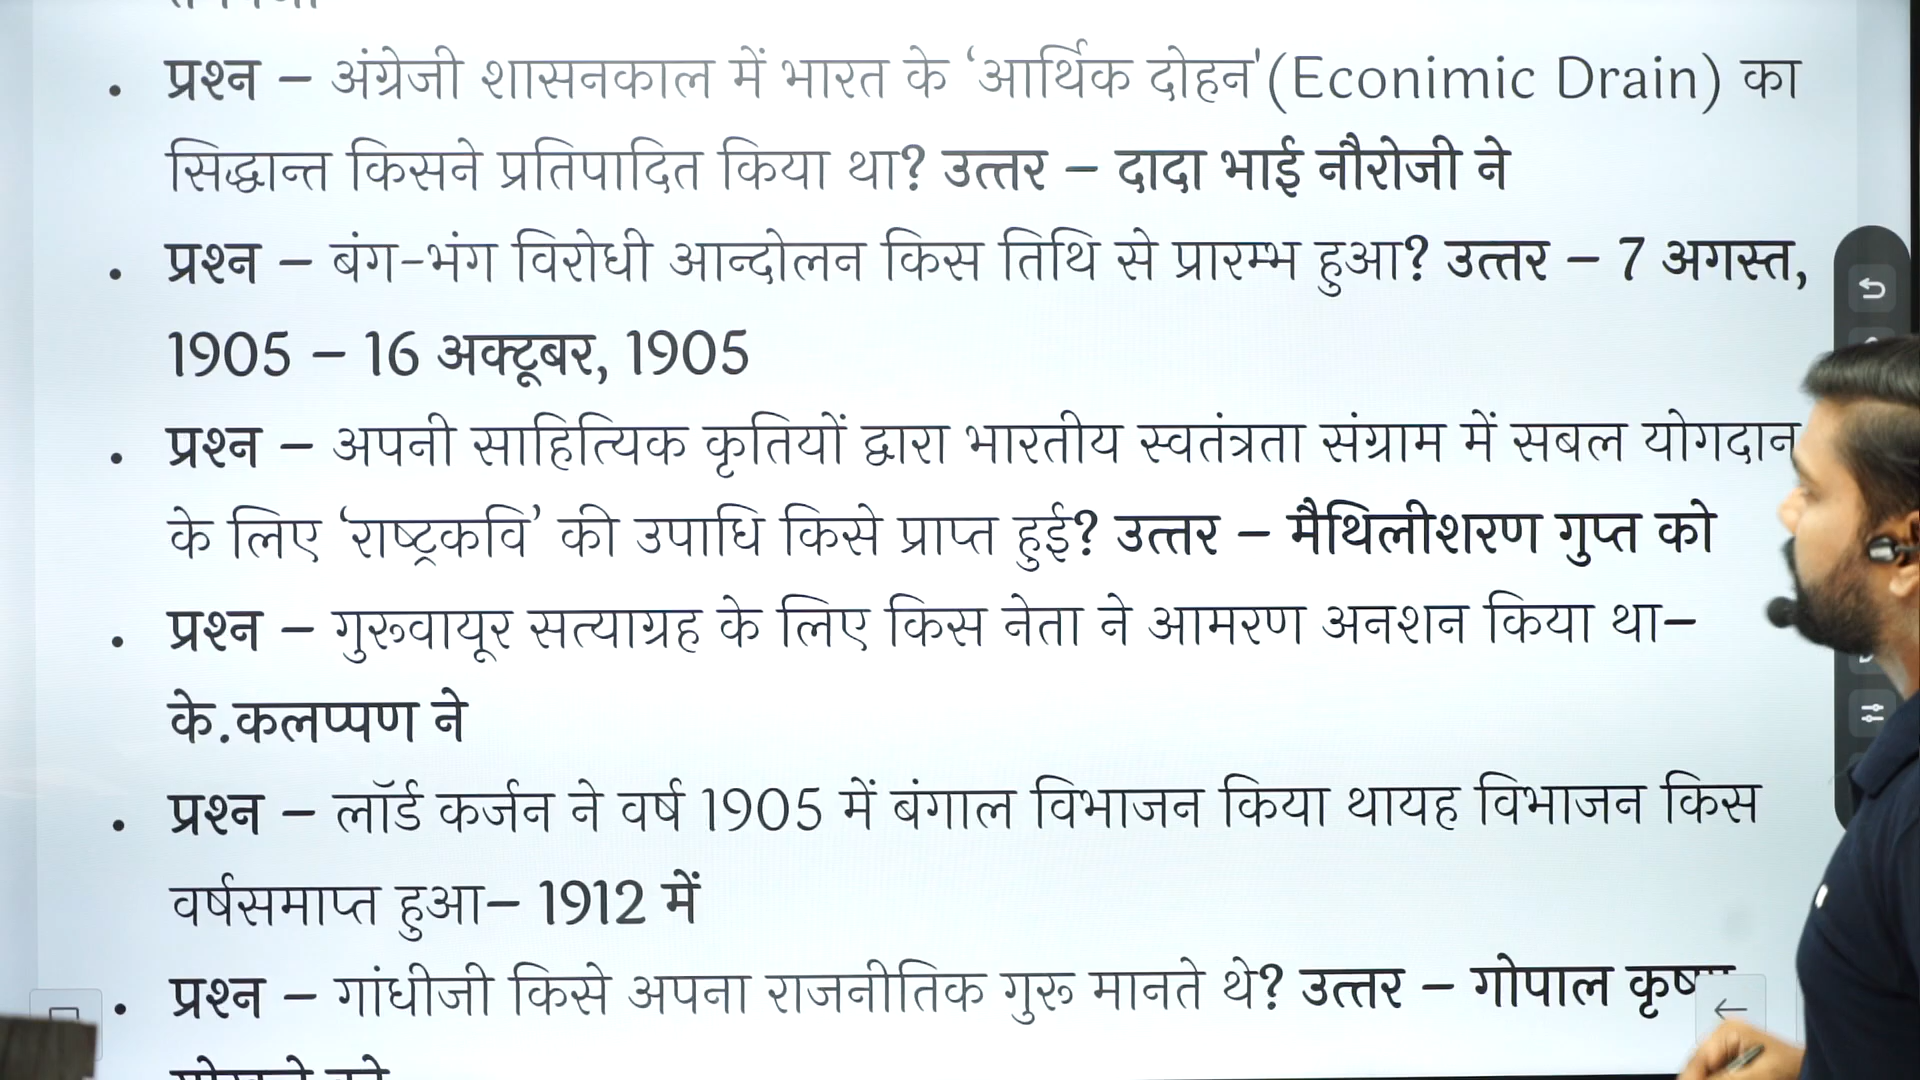 • प्रश्न – अंग्रेजी शासनकाल में भारत के ‘आर्थिक दोहन'(Econimic Drain) का
सिद्धान्त किसने प्रतिपादित किया था? उत्तर – दादा भाई नौरोजी ने
• प्रश्न – बंग-भंग विरोधी आन्दोलन किस तिथि से प्रारम्भ हुआ? उत्तर – 7 अगस्त,
1905 – 16 अक्टूबर, 1905
• प्रश्न – अपनी साहित्यिक कृतियों द्वारा भारतीय स्वतंत्रता संग्राम में सबल योगदान
के लिए ‘राष्ट्रकवि’ की उपाधि किसे प्राप्त हुई? उत्तर – मैथिलीशरण गुप्त को
• प्रश्न – गुरुवायूर सत्याग्रह के लिए किस नेता ने आमरण अनशन किया था–
के.कलप्पण ने
• प्रश्न – लॉर्ड कर्जन ने वर्ष 1905 में बंगाल विभाजन किया थायह विभाजन किस
वर्षसमाप्त हुआ– 1912 में
• प्रश्न – गांधीजी किसे अपना राजनीतिक गुरु मानते थे? उत्तर – गोपाल